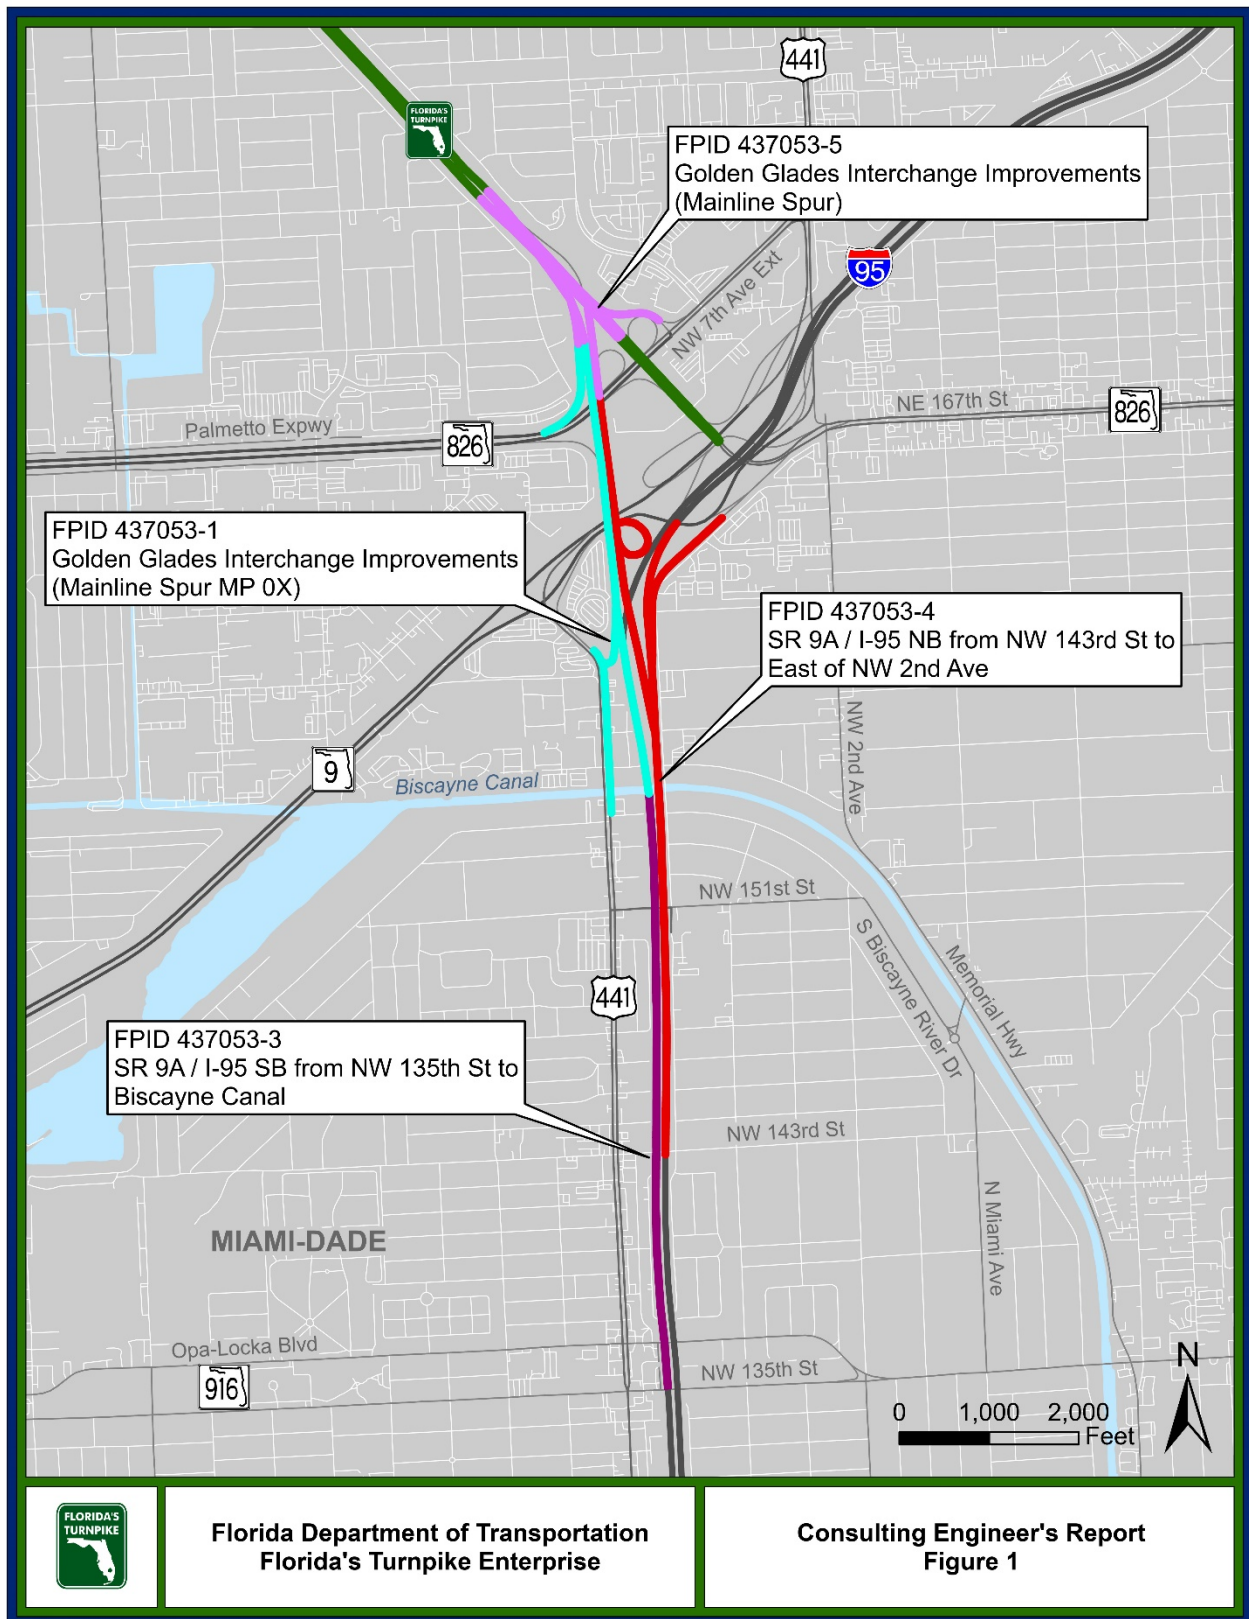 441
FLORIDA'S
TURNPIKE
FPID 437053-5
Golden Glades Interchange Improvements
(Mainline Spur)
95
NW 7th Ave Ext
NE 167th St
826
Palmetto Expwy
826
FPID 437053-1
Golden Glades Interchange Improvements
(Mainline Spur MP 0X)
FPID 437053-4
SR 9A / I-95 NB from NW 143rd St to
East of NW 2nd Ave
NW 2nd Ave
9
Biscayne Canal
NW 151st St
S Biscayne River Dr
Memorial Hwy
441
FPID 437053-3
SR 9A / I-95 SB from NW 135th St to
Biscayne Canal
NW 143rd St
N Miami Ave
MIAMI-DADE
Opa-Locka Blvd
916
NW 135th St
N
0 1,000 2,000
Feet
FLORIDA'S
TURNPIKE
Florida Department of Transportation
Florida's Turnpike Enterprise
Consulting Engineer's Report
Figure 1